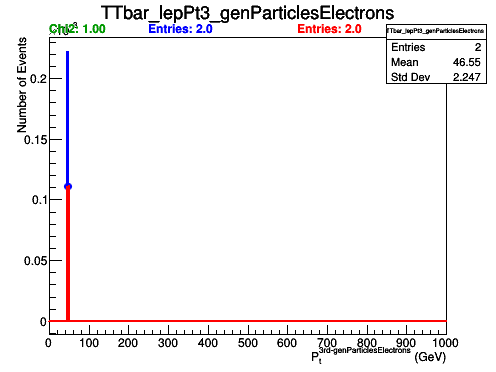 TTbar_lepPt3_genParticlesElectrons
Chi2: 1.00 Entries: 2.0 Entries: 2.0
TTbar_lepPt3_genParticlesElectrons
Entries 2
Mean 46.55
Std Dev 2.247
Number of Events
0.2
0.15
0.1
0.05
0
0 100 200 300 400 500 600 700 800 900 1000
P_t^3rd-genParticlesElectrons (GeV)